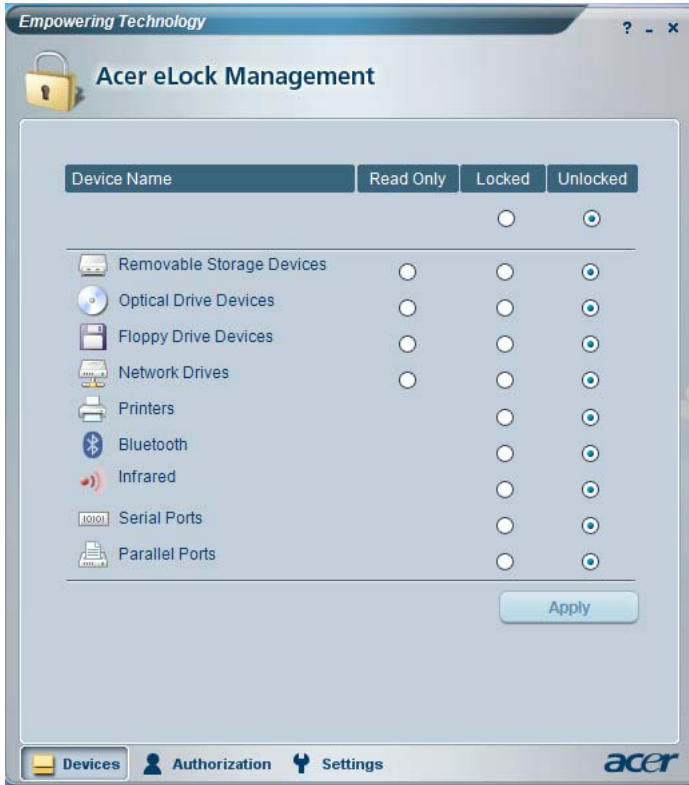 Empowering Technology
? - ×
Acer eLock Management
Device Name Read Only Locked Unlocked
Removable Storage Devices
Optical Drive Devices
Floppy Drive Devices
Network Drives
Printers
Bluetooth
Infrared
10101 Serial Ports
Parallel Ports
Apply
Devices Authorization Settings acer